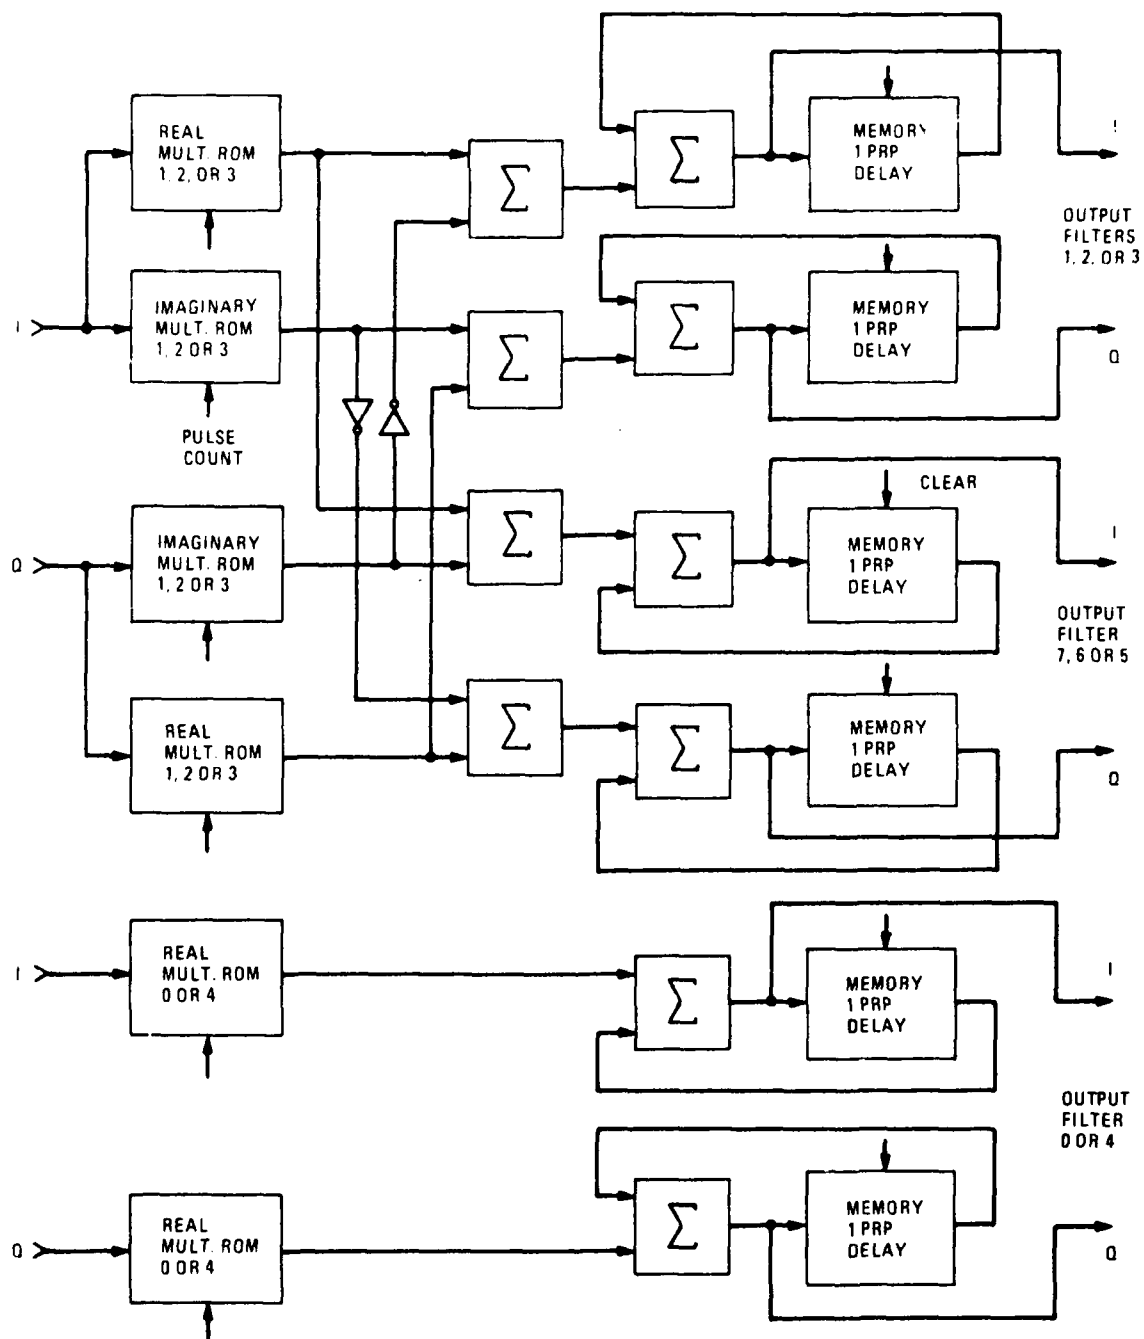 REAL
MULT. ROM
1, 2, OR 3
Σ
Σ
MEMORY
1 PRP
DELAY
I
OUTPUT
FILTERS
1, 2, OR 3
I
IMAGINARY
MULT. ROM
1, 2 OR 3
PULSE
COUNT
Σ
Σ
MEMORY
1 PRP
DELAY
Q
Q
IMAGINARY
MULT. ROM
1, 2 OR 3
Σ
Σ
CLEAR
MEMORY
1 PRP
DELAY
I
OUTPUT
FILTER
7, 6 OR 5
REAL
MULT. ROM
1, 2 OR 3
Σ
Σ
MEMORY
1 PRP
DELAY
Q
I
REAL
MULT. ROM
0 OR 4
Σ
MEMORY
1 PRP
DELAY
I
OUTPUT
FILTER
0 OR 4
Q
REAL
MULT. ROM
0 OR 4
Σ
MEMORY
1 PRP
DELAY
Q